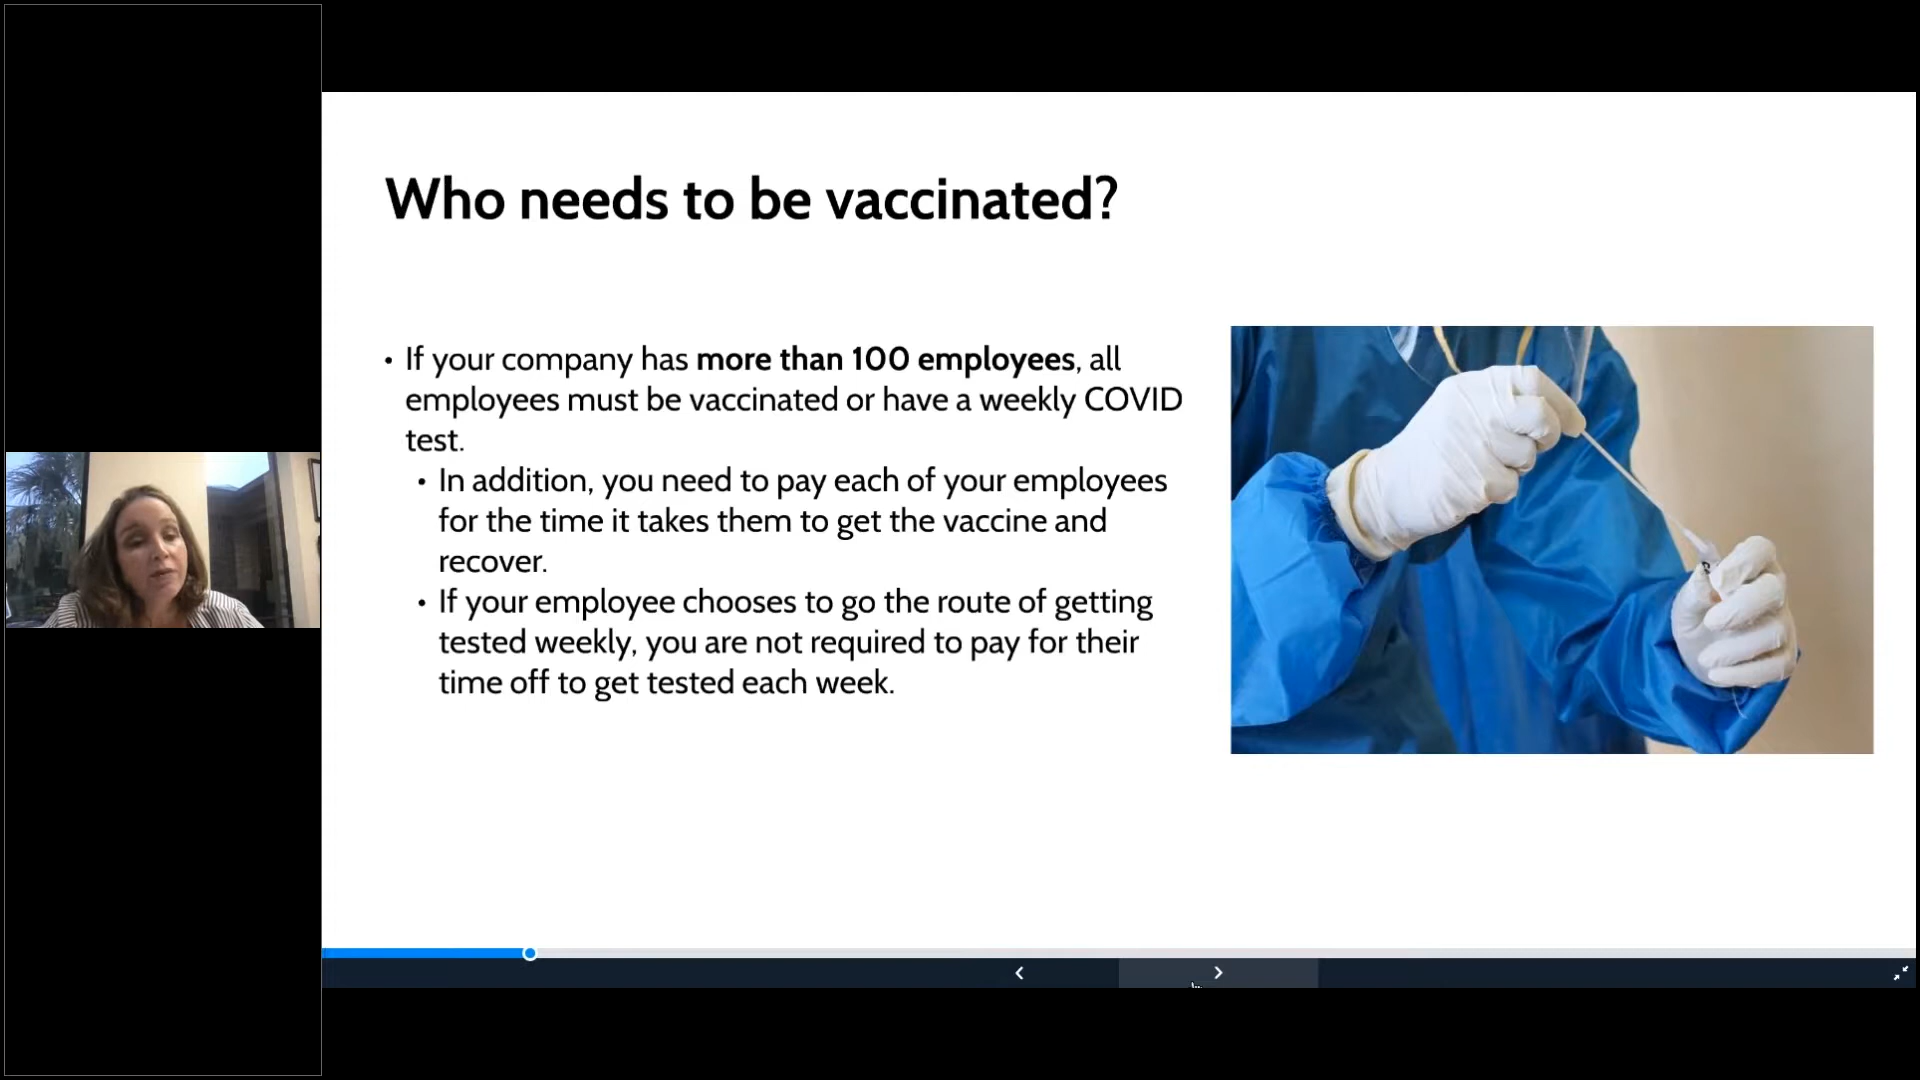 Who needs to be vaccinated?
• If your company has more than 100 employees, all
employees must be vaccinated or have a weekly COVID
test.
• In addition, you need to pay each of your employees
for the time it takes them to get the vaccine and
recover.
• If your employee chooses to go the route of getting
tested weekly, you are not required to pay for their
time off to get tested each week.